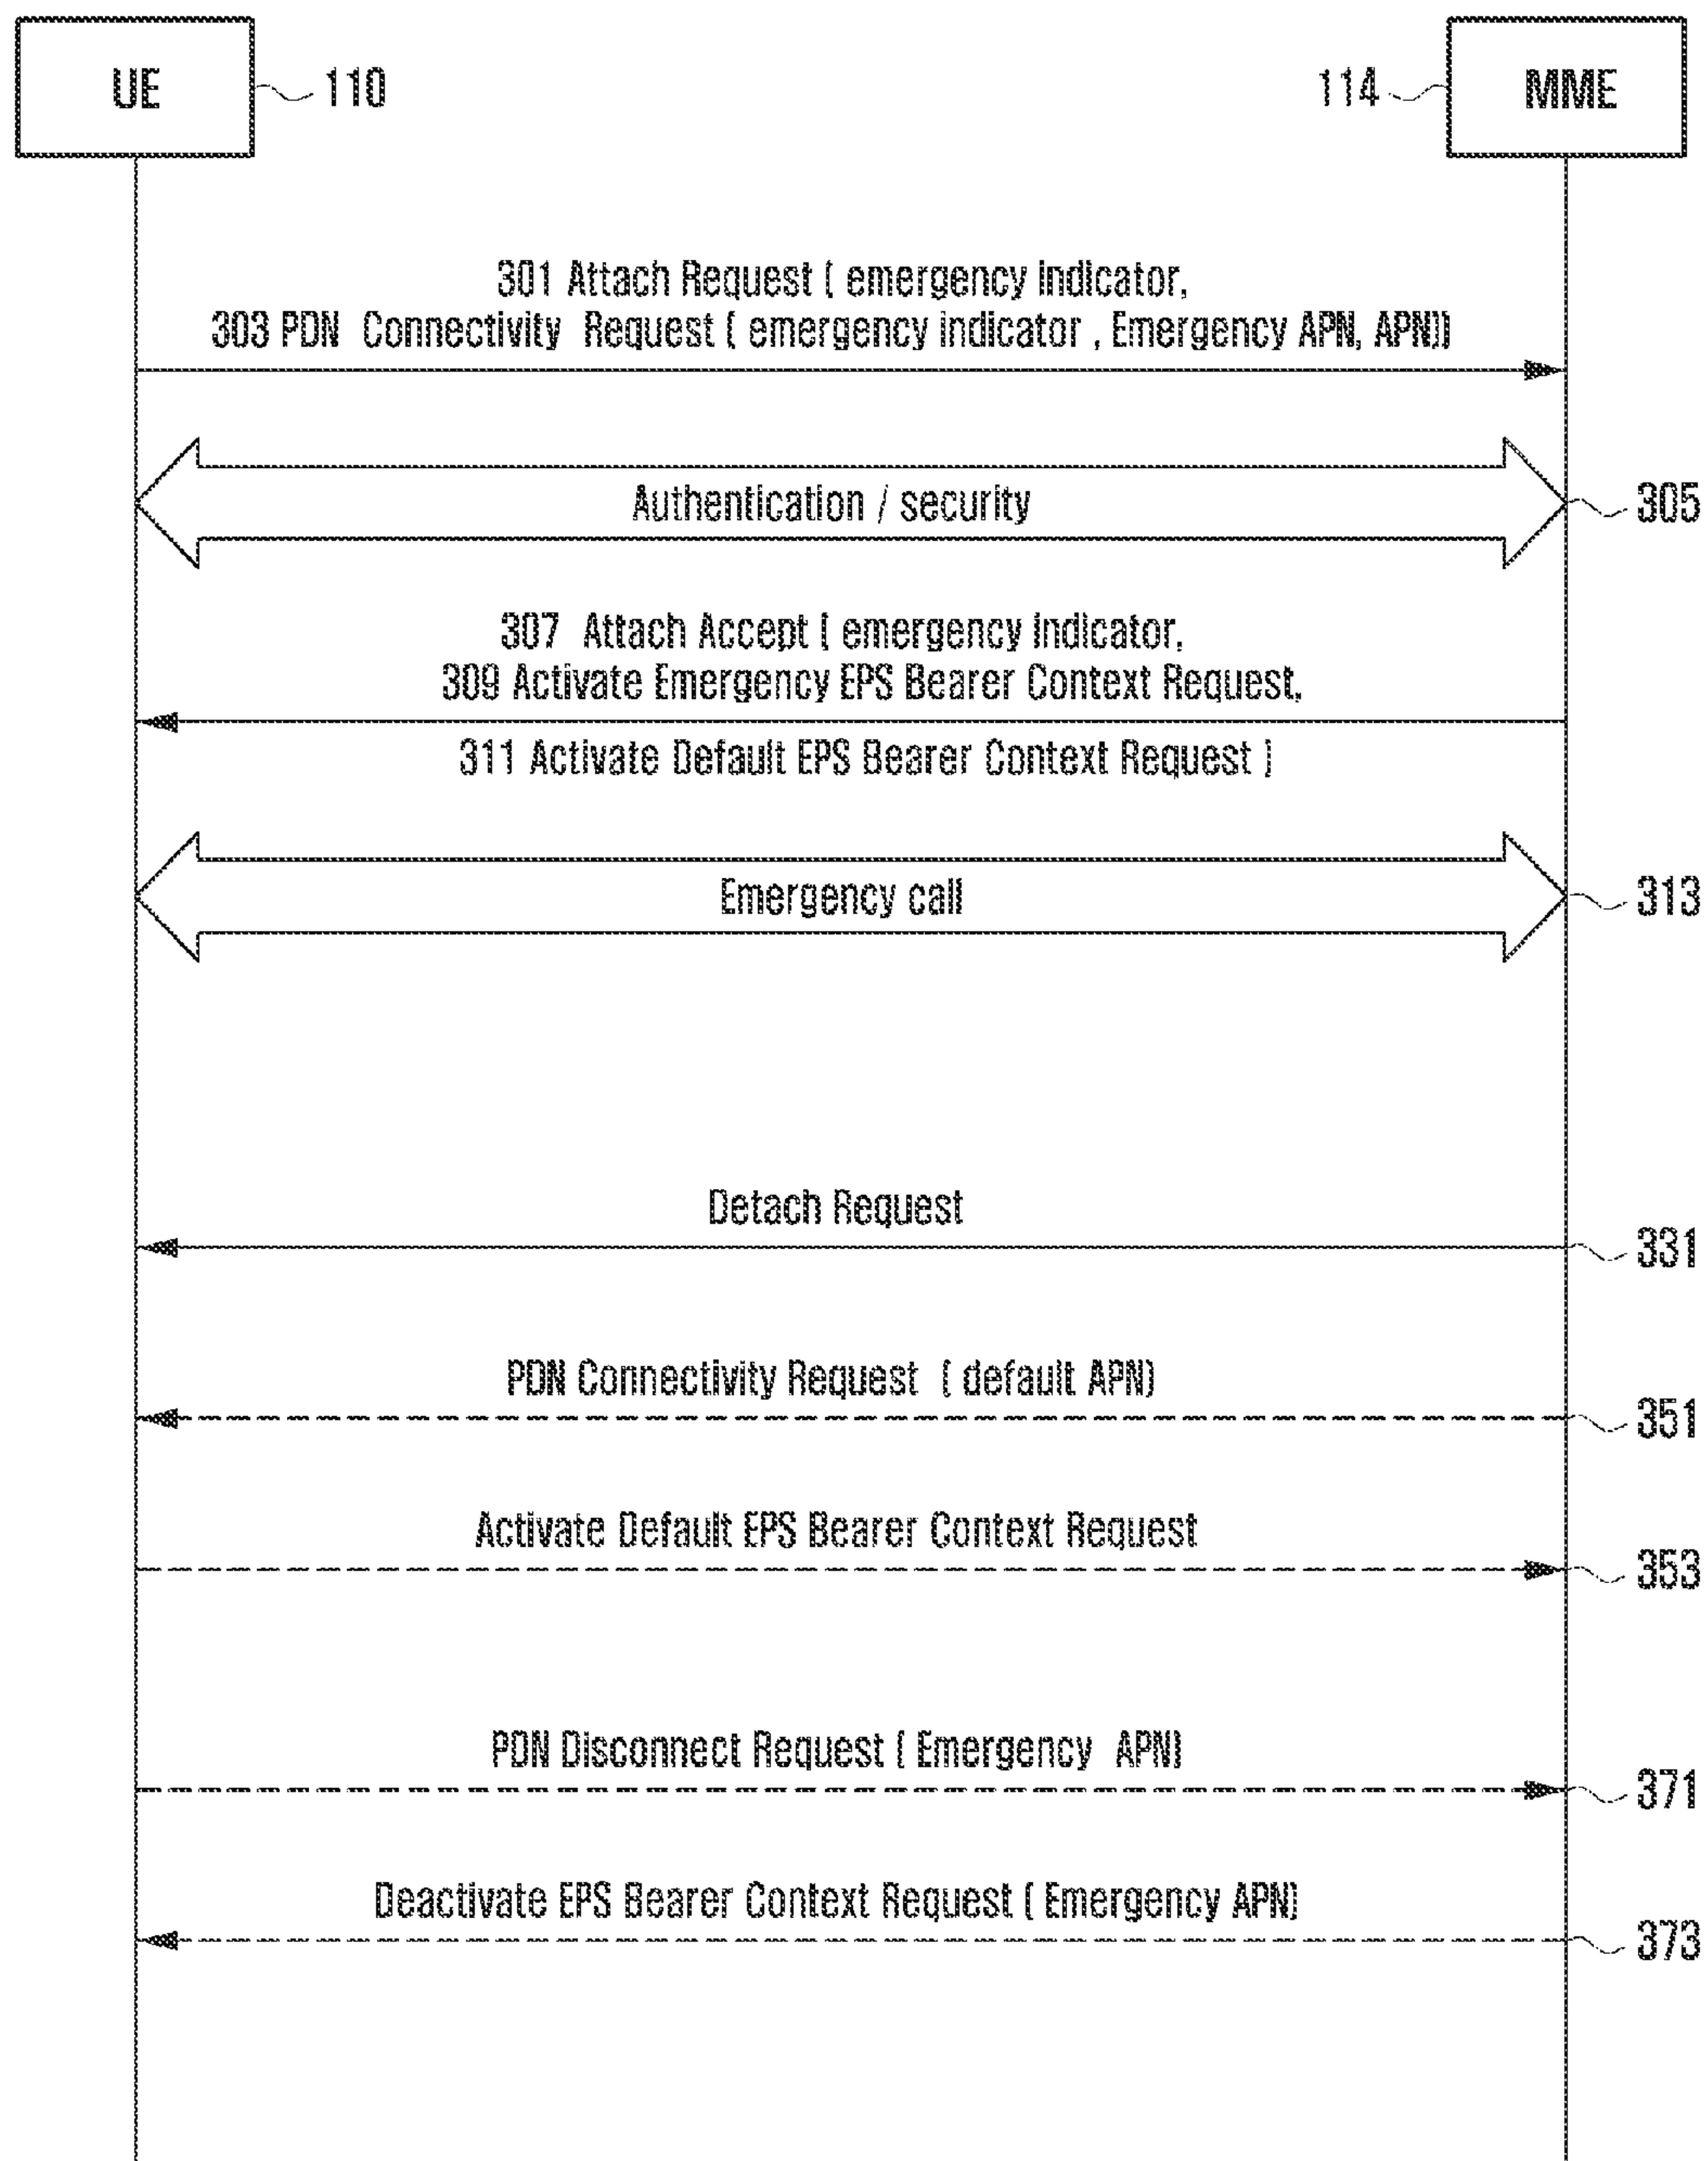 UE
110
114
MME
301 Attach Request ( emergency indicator,
303 PDN Connectivity Request ( emergency indicator , Emergency APN, APN))
Authentication / security
305
307 Attach Accept ( emergency indicator,
309 Activate Emergency EPS Bearer Context Request,
311 Activate Default EPS Bearer Context Request )
Emergency call
313
Detach Request
331
PDN Connectivity Request ( default APN)
351
Activate Default EPS Bearer Context Request
353
PDN Disconnect Request ( Emergency APN)
371
Deactivate EPS Bearer Context Request ( Emergency APN)
373